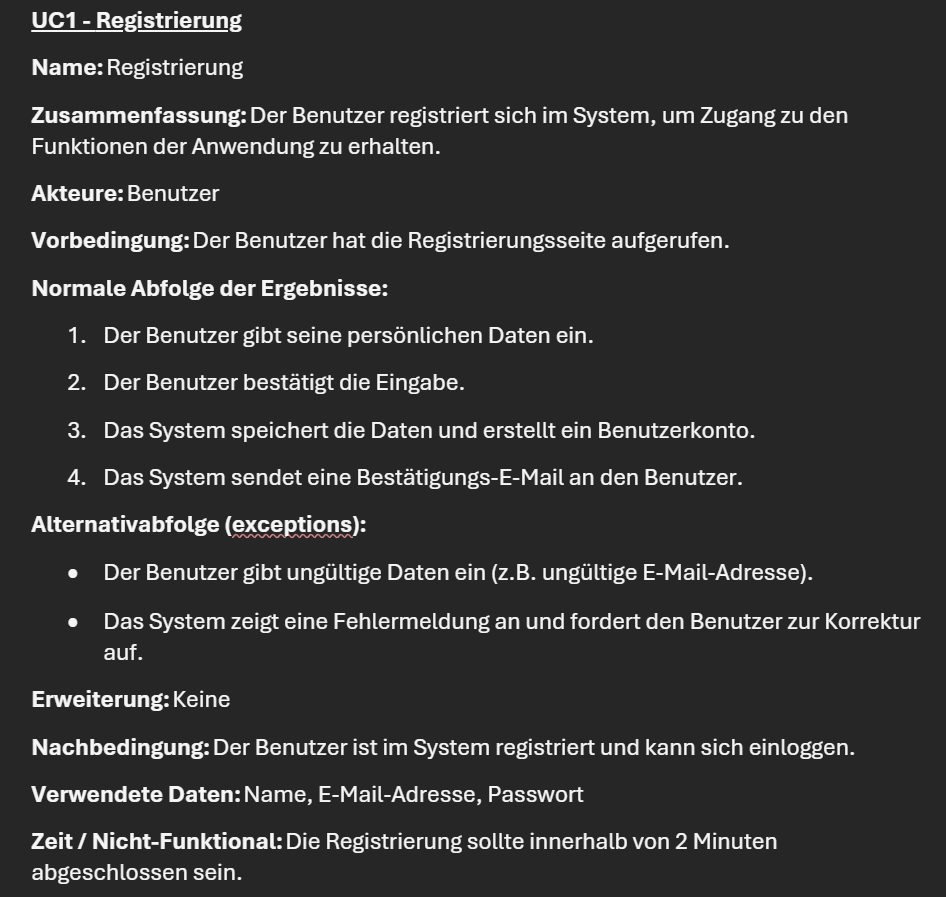 UC1 - Registrierung
Name: Registrierung
Zusammenfassung: Der Benutzer registriert sich im System, um Zugang zu den
Funktionen der Anwendung zu erhalten.
Akteure: Benutzer
Vorbedingung: Der Benutzer hat die Registrierungsseite aufgerufen.
Normale Abfolge der Ergebnisse:
1. Der Benutzer gibt seine persönlichen Daten ein.
2. Der Benutzer bestätigt die Eingabe.
3. Das System speichert die Daten und erstellt ein Benutzerkonto.
4. Das System sendet eine Bestätigungs-E-Mail an den Benutzer.
Alternativabfolge (exceptions):
• Der Benutzer gibt ungültige Daten ein (z.B. ungültige E-Mail-Adresse).
• Das System zeigt eine Fehlermeldung an und fordert den Benutzer zur Korrektur
auf.
Erweiterung: Keine
Nachbedingung: Der Benutzer ist im System registriert und kann sich einloggen.
Verwendete Daten: Name, E-Mail-Adresse, Passwort
Zeit / Nicht-Funktional: Die Registrierung sollte innerhalb von 2 Minuten
abgeschlossen sein.